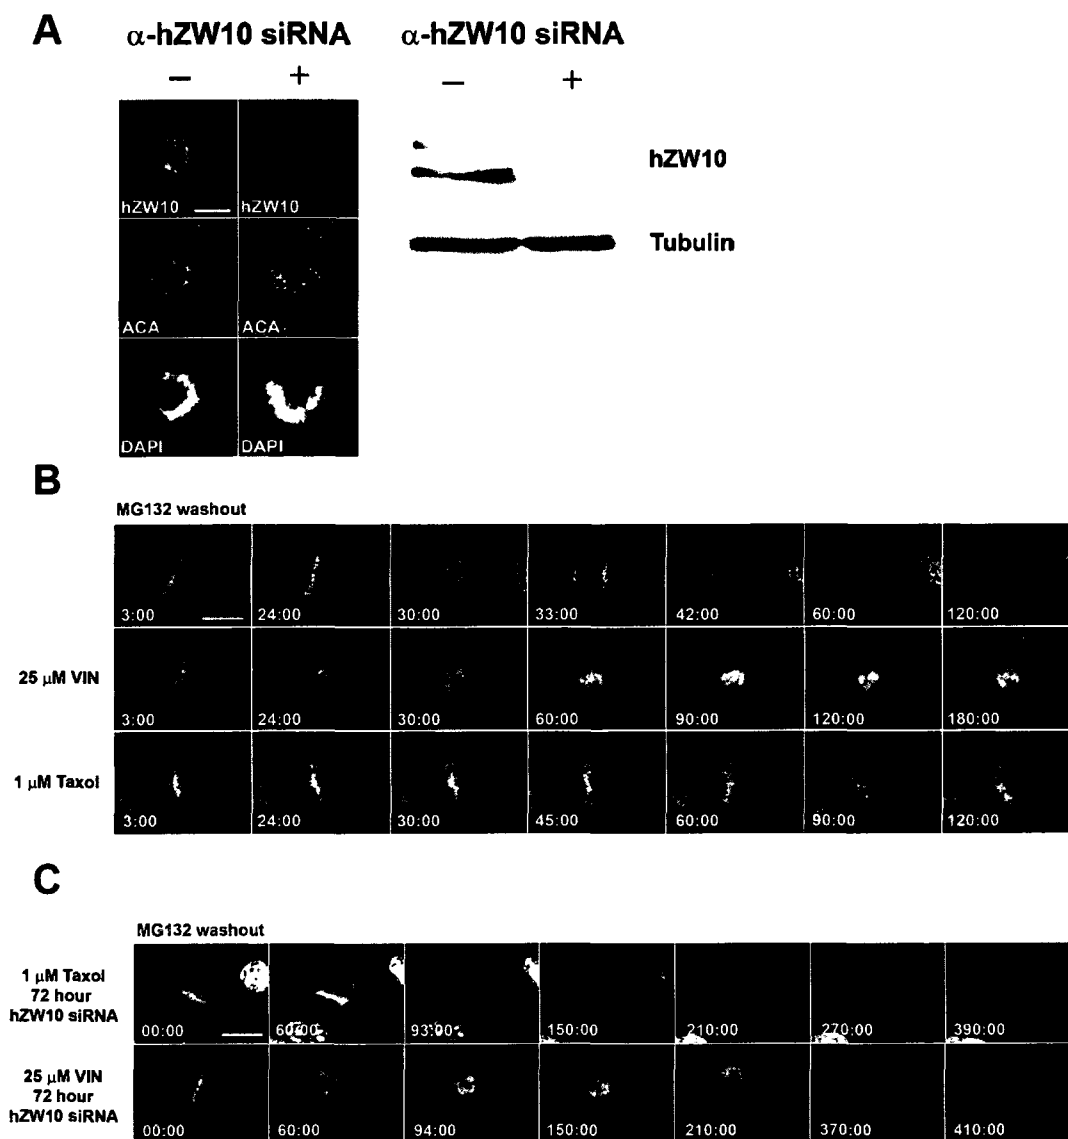 A
α-hZW10 siRNA
α-hZW10 siRNA
− +
− +
hZW10
hZW10
ACA
ACA
DAPI
DAPI
hZW10
Tubulin
B
MG132 washout
3:00 24:00 30:00 33:00 42:00 60:00 120:00
25 μM VIN
3:00 24:00 30:00 60:00 90:00 120:00 180:00
1 μM Taxol
3:00 24:00 30:00 45:00 60:00 90:00 120:00
C
MG132 washout
1 μM Taxol
72 hour
hZW10 siRNA
00:00 60:00 93:00 150:00 210:00 270:00 390:00
25 μM VIN
72 hour
hZW10 siRNA
00:00 60:00 94:00 150:00 210:00 370:00 410:00